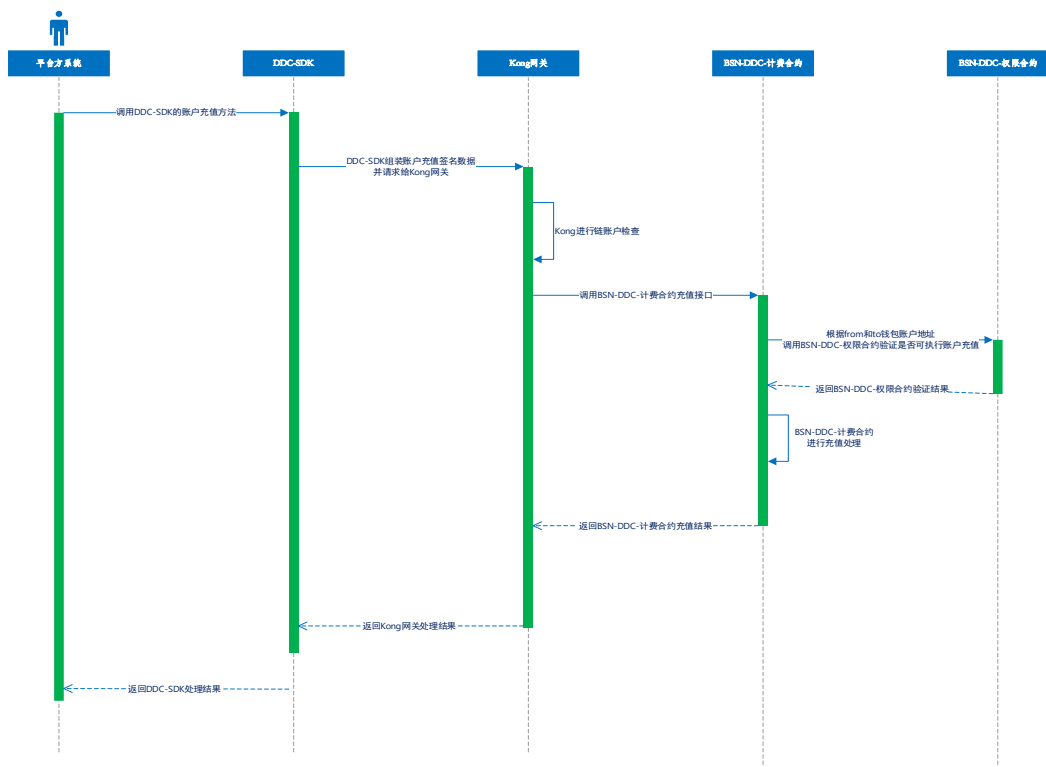 平台方系统
DDC-SDK
Kong网关
BSN-DDC-计费合约
BSN-DDC-权限合约
调用DDC-SDK的账户充值方法
DDC-SDK组装账户充值签名数据
并请求给Kong网关
Kong进行链账户检查
调用BSN-DDC-计费合约充值接口
根据from和to钱包账户地址
调用BSN-DDC-权限合约验证是否可执行账户充值
返回BSN-DDC-权限合约验证结果
BSN-DDC-计费合约
进行充值处理
返回BSN-DDC-计费合约充值结果
返回Kong网关处理结果
返回DDC-SDK处理结果